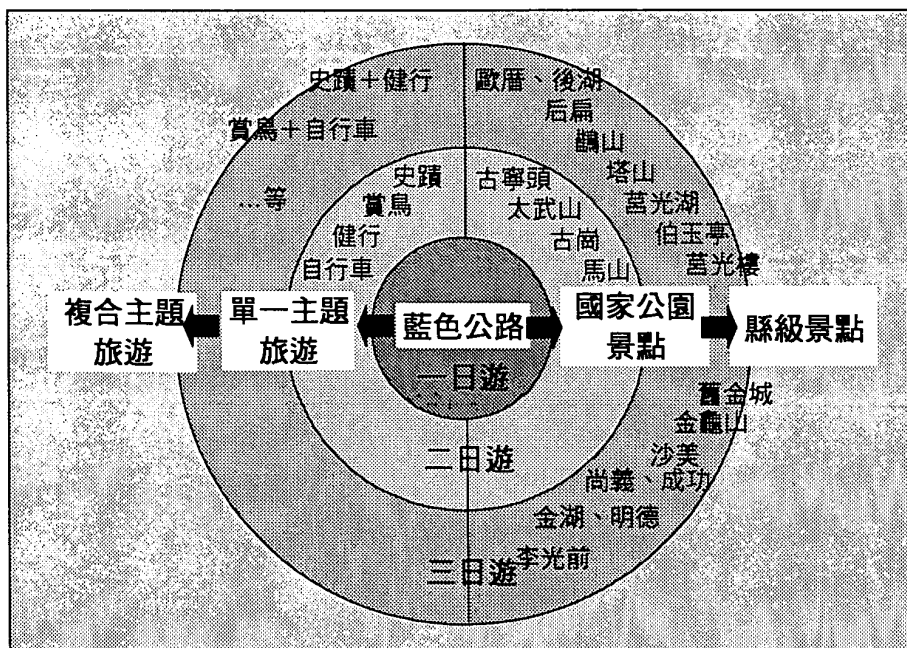 史蹟＋健行
賞鳥＋自行車
…等
史蹟
賞鳥
健行
自行車
歐厝、後湖
后扁
鵲山
塔山
莒光湖
伯玉亭
莒光樓
古寧頭
太武山
古崗
馬山
複合主題
旅遊
單一主題
旅遊
藍色公路
國家公園
景點
縣級景點
一日遊
二日遊
三日遊
舊金城
金龜山
沙美
尚義、成功
金湖、明德
李光前